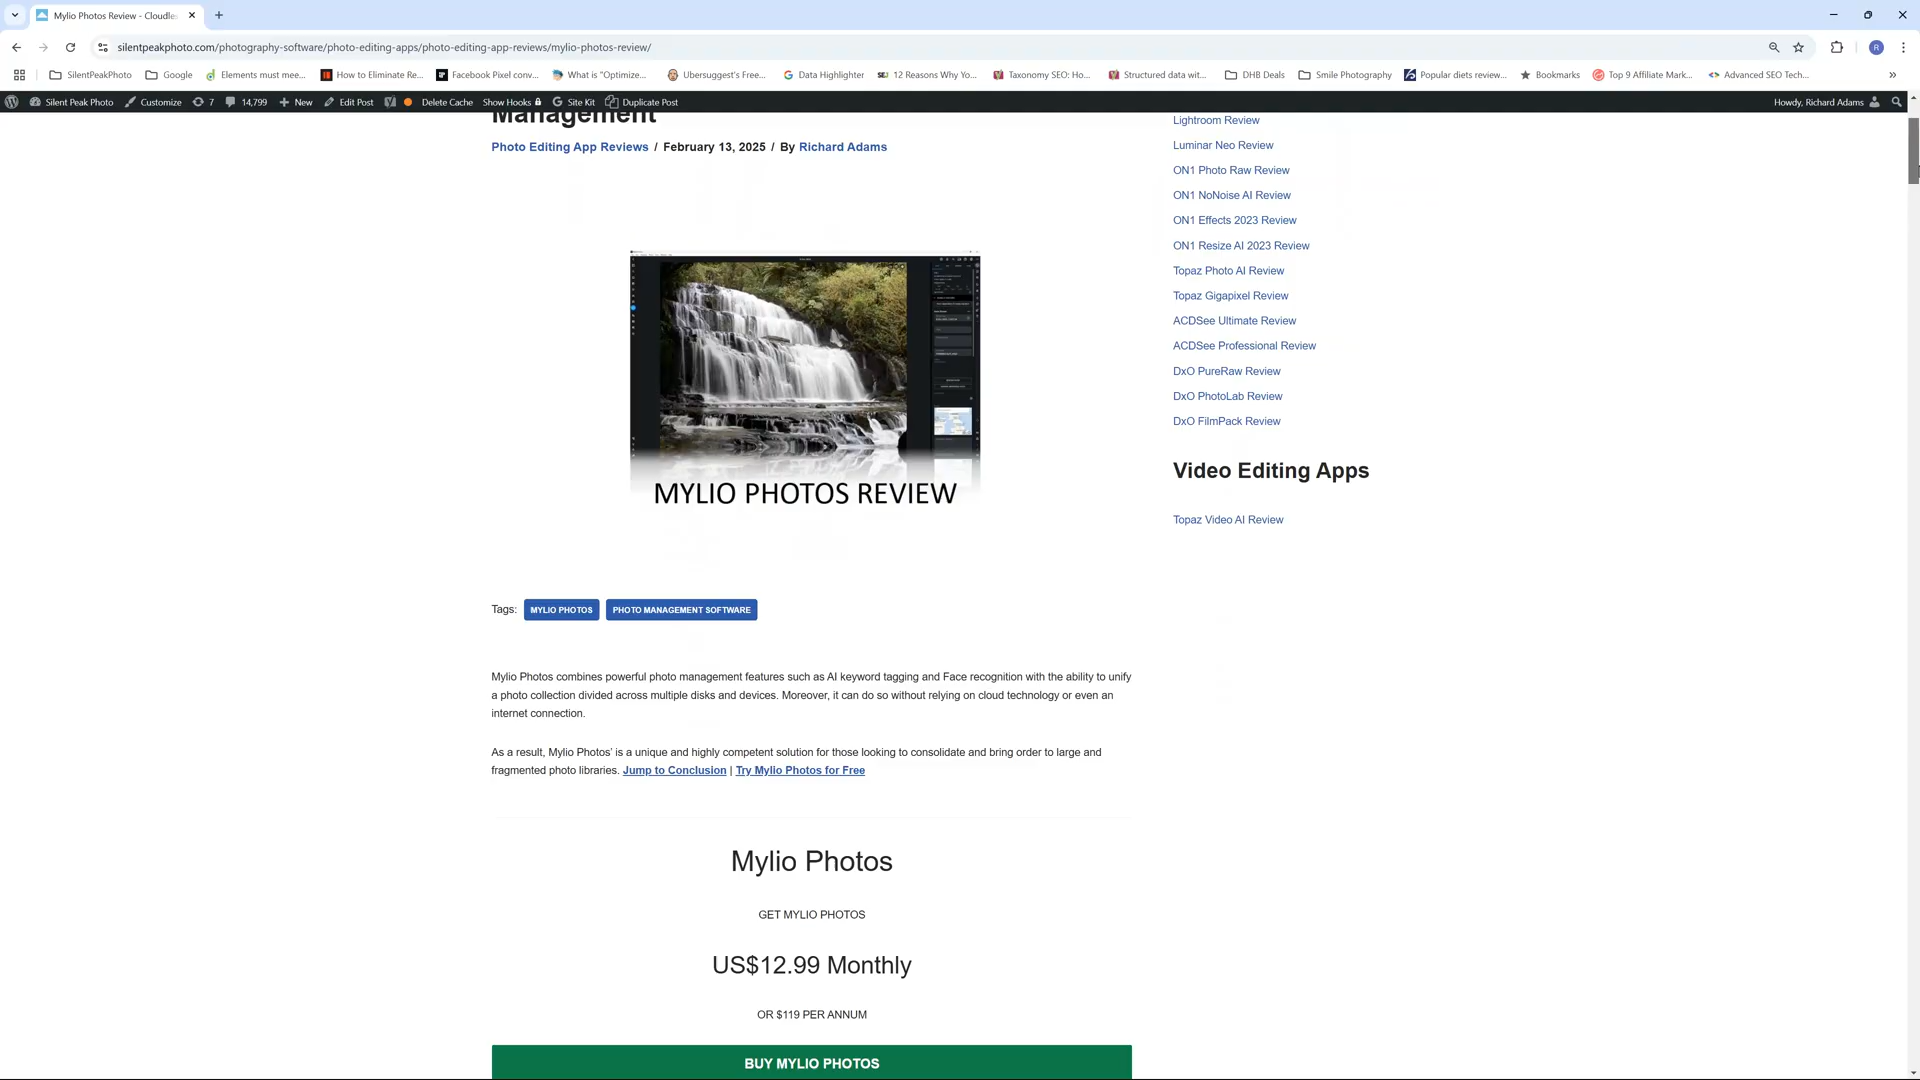 Mylio Photos Review - Cloudles
silentpeakphoto.com/photography-software/photo-editing-apps/photo-editing-app-reviews/mylio-photos-review/
R
SilentPeakPhoto
Google
Elements must mee...
How to Eliminate Re...
Facebook Pixel conv...
What is "Optimize...
Ubersuggest's Free...
Data Highlighter
12 Reasons Why Yo...
Taxonomy SEO: Ho...
Structured data wit...
DHB Deals
Smile Photography
Popular diets review...
Bookmarks
Top 9 Affiliate Mark...
Advanced SEO Tech...
Silent Peak Photo
Customize
7
14,799
New
Edit Post
Delete Cache
Show Hooks
Site Kit
Duplicate Post
Howdy, Richard Adams
Management
Photo Editing App Reviews / February 13, 2025 / By Richard Adams
MYLIO PHOTOS REVIEW
Tags: MYLIO PHOTOS PHOTO MANAGEMENT SOFTWARE
Mylio Photos combines powerful photo management features such as AI keyword tagging and Face recognition with the ability to unify
a photo collection divided across multiple disks and devices. Moreover, it can do so without relying on cloud technology or even an
internet connection.
As a result, Mylio Photos' is a unique and highly competent solution for those looking to consolidate and bring order to large and
fragmented photo libraries. Jump to Conclusion | Try Mylio Photos for Free
Mylio Photos
GET MYLIO PHOTOS
US$12.99 Monthly
OR $119 PER ANNUM
BUY MYLIO PHOTOS
Lightroom Review
Luminar Neo Review
ON1 Photo Raw Review
ON1 NoNoise AI Review
ON1 Effects 2023 Review
ON1 Resize AI 2023 Review
Topaz Photo AI Review
Topaz Gigapixel Review
ACDSee Ultimate Review
ACDSee Professional Review
DxO PureRaw Review
DxO PhotoLab Review
DxO FilmPack Review
Video Editing Apps
Topaz Video AI Review